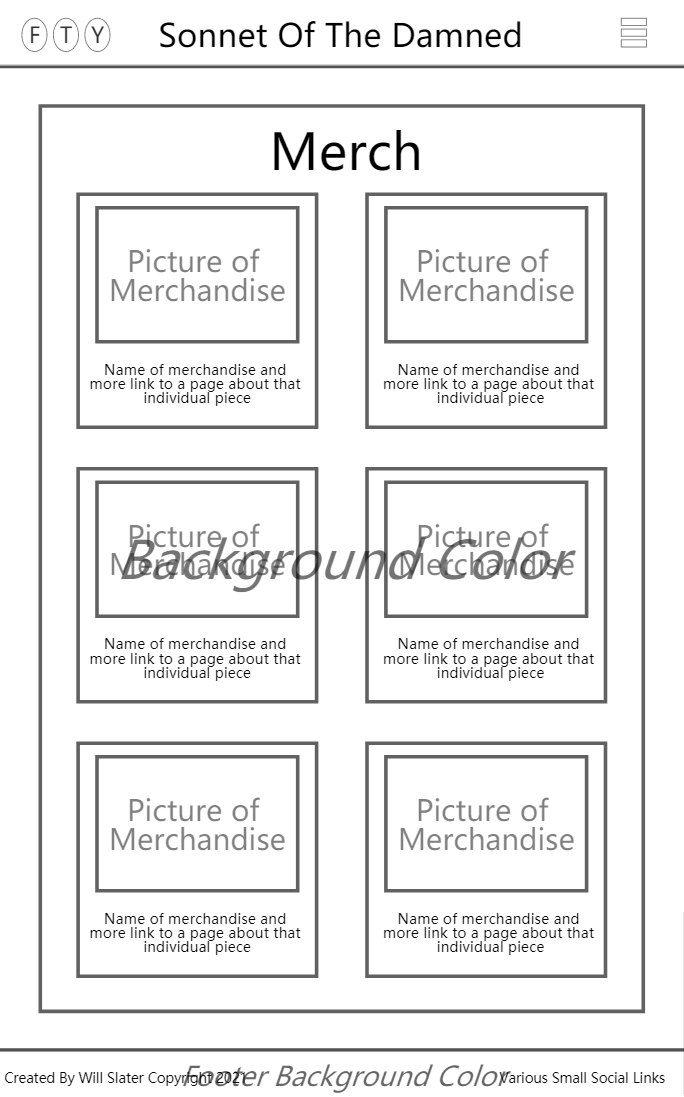 F T Y Sonnet Of The Damned
Merch
Picture of
Merchandise
Name of merchandise and
more link to a page about that
individual piece
Picture of
Merchandise
Name of merchandise and
more link to a page about that
individual piece
Picture of
Merchandise
Name of merchandise and
more link to a page about that
individual piece
Picture of
Merchandise
Name of merchandise and
more link to a page about that
individual piece
Background Color
Picture of
Merchandise
Name of merchandise and
more link to a page about that
individual piece
Picture of
Merchandise
Name of merchandise and
more link to a page about that
individual piece
Created By Will Slater Copyright 2021
Footer Background Color
Various Small Social Links